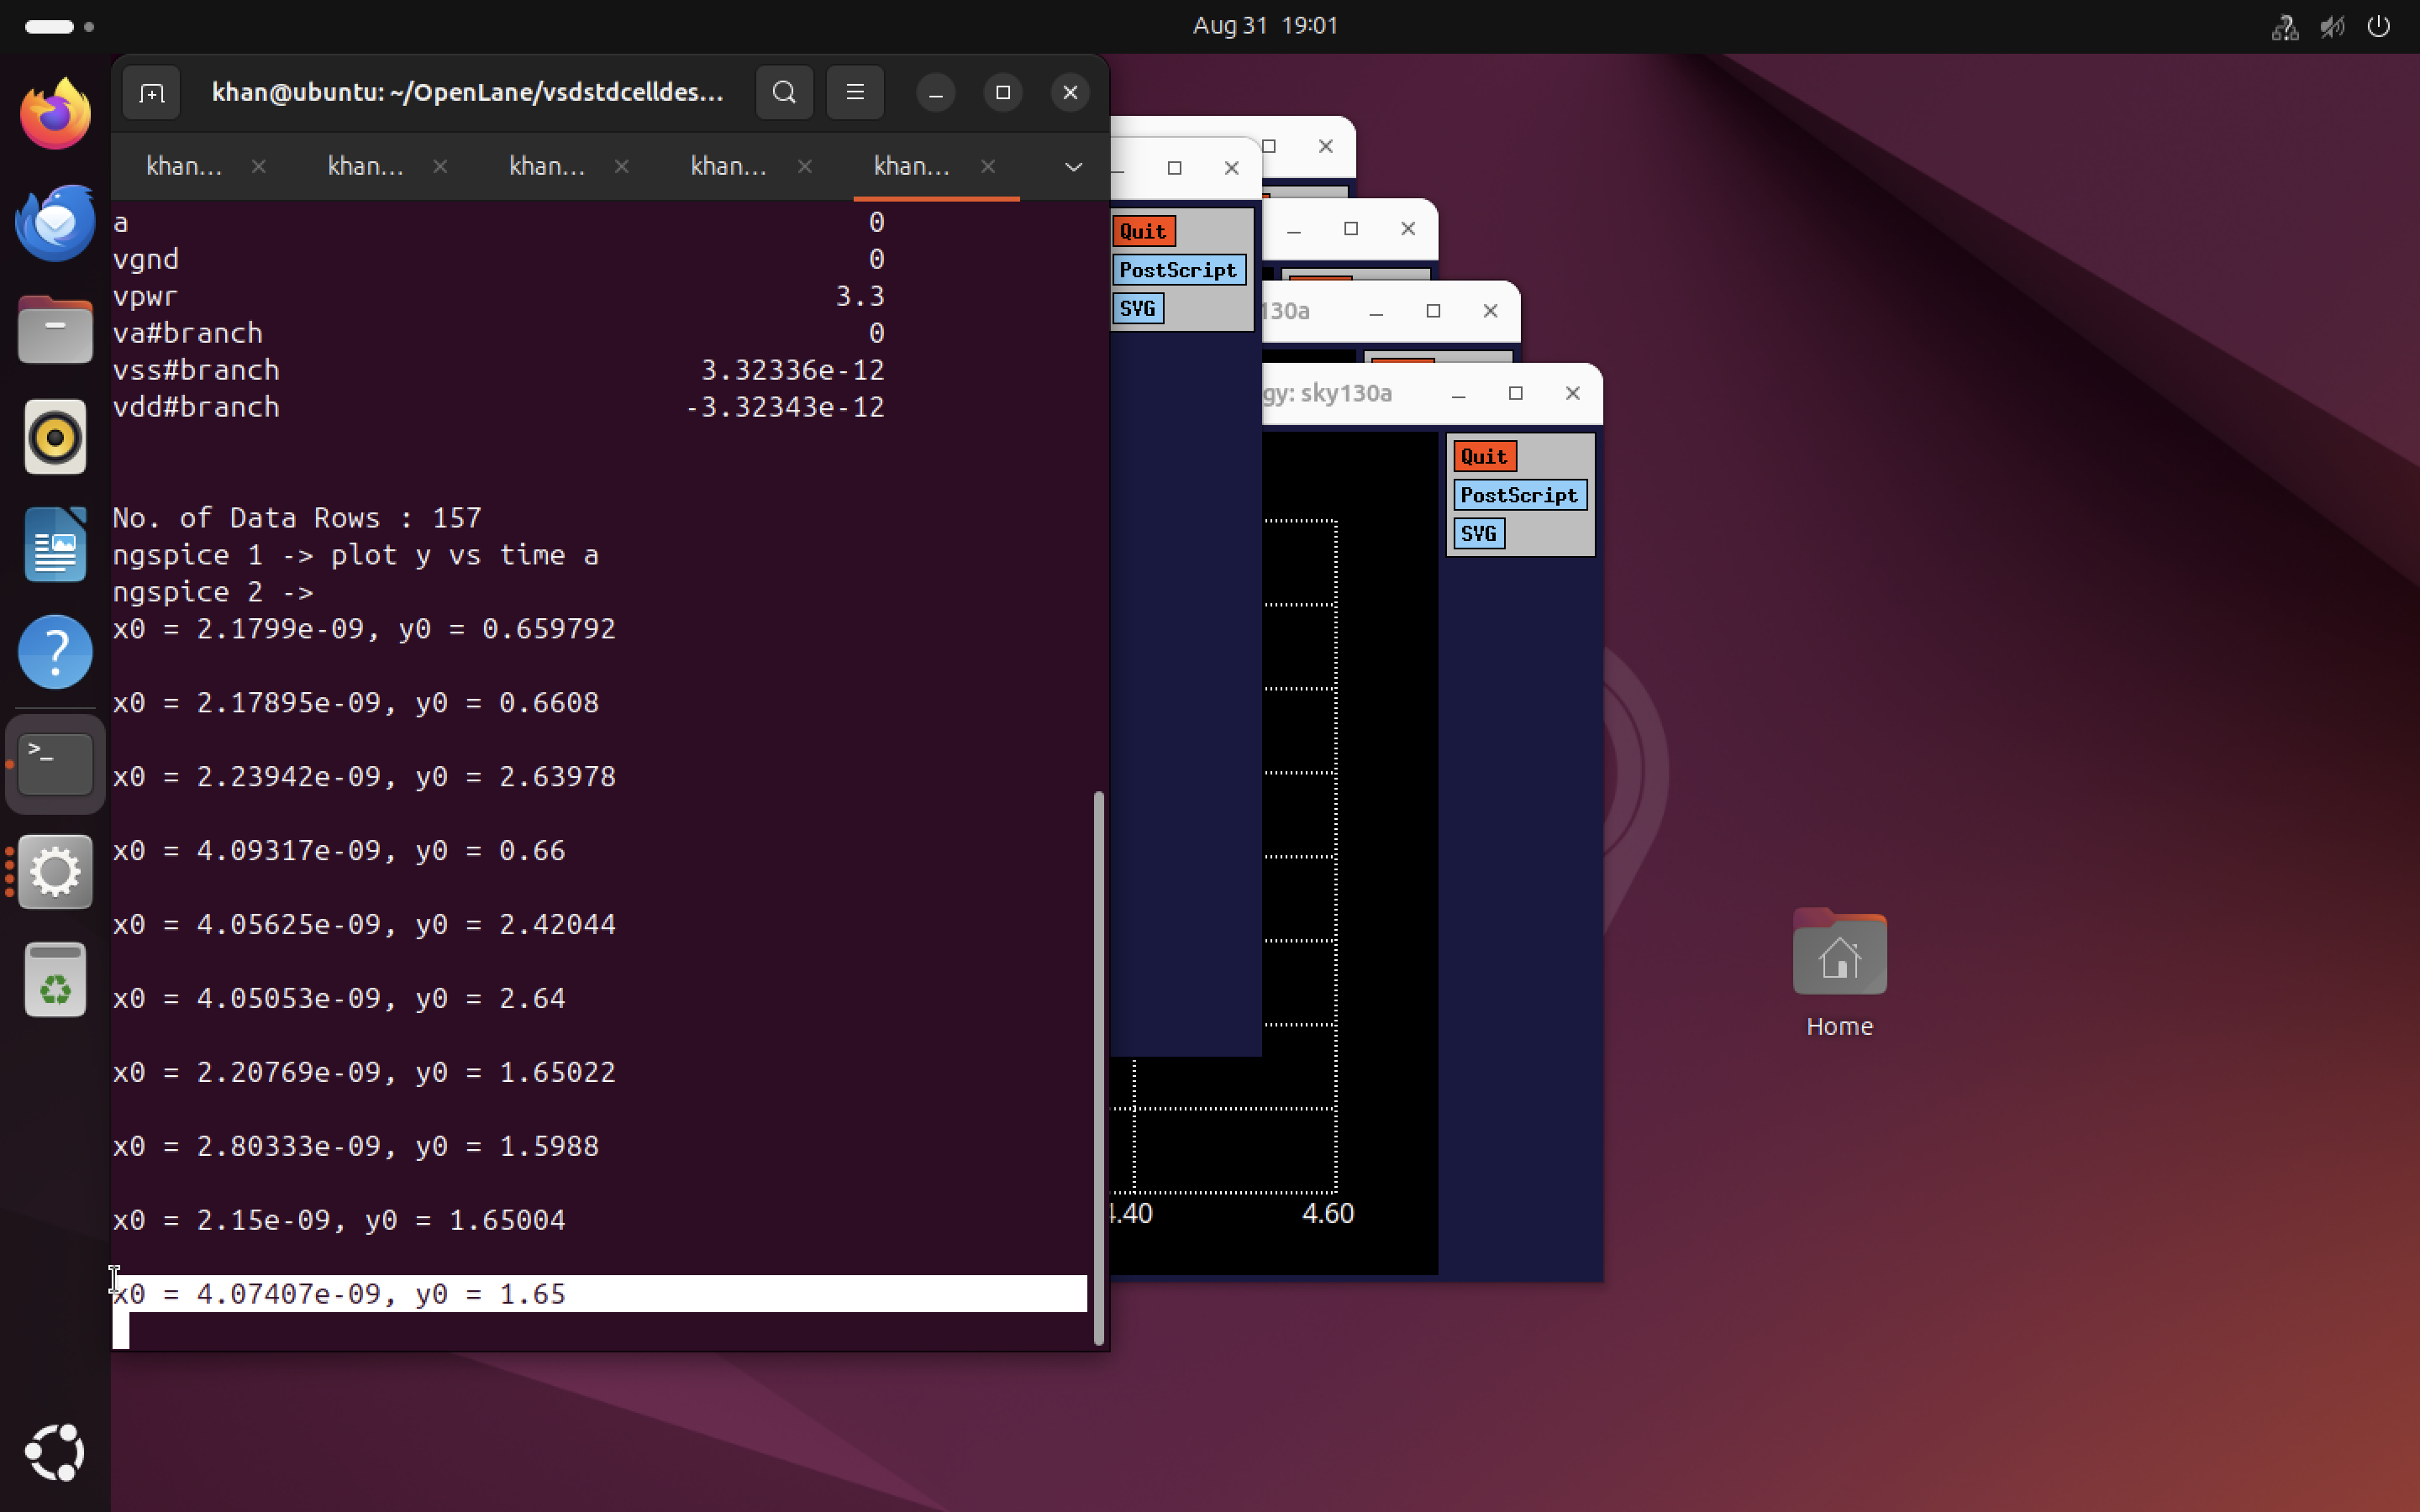 Aug 31 19:01
khan@ubuntu: ~/OpenLane/vsdstdcelldes...
khan... khan... khan... khan... khan...
a 0
vgnd 0
vpwr 3.3
va#branch 0
vss#branch 3.32336e-12
vdd#branch -3.32343e-12
No. of Data Rows : 157
ngspice 1 -> plot y vs time a
ngspice 2 ->
x0 = 2.1799e-09, y0 = 0.659792
x0 = 2.17895e-09, y0 = 0.6608
x0 = 2.23942e-09, y0 = 2.63978
x0 = 4.09317e-09, y0 = 0.66
x0 = 4.05625e-09, y0 = 2.42044
x0 = 4.05053e-09, y0 = 2.64
x0 = 2.20769e-09, y0 = 1.65022
x0 = 2.80333e-09, y0 = 1.5988
x0 = 2.15e-09, y0 = 1.65004
x0 = 4.07407e-09, y0 = 1.65
Quit
PostScript
SVG
130a
gy: sky130a
Quit
PostScript
SVG
.40 4.60
Home